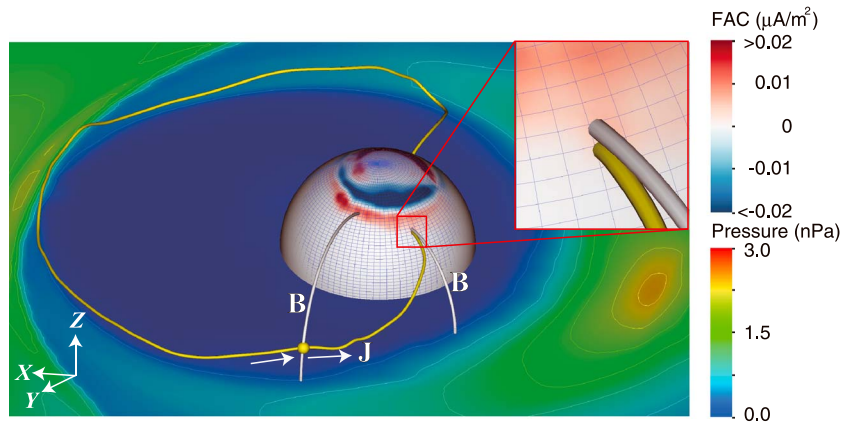 FAC (μA/m²)
>0.02
0.01
0
-0.01
<-0.02
Pressure (nPa)
3.0
1.5
0.0
B
B
J
Z
X
Y